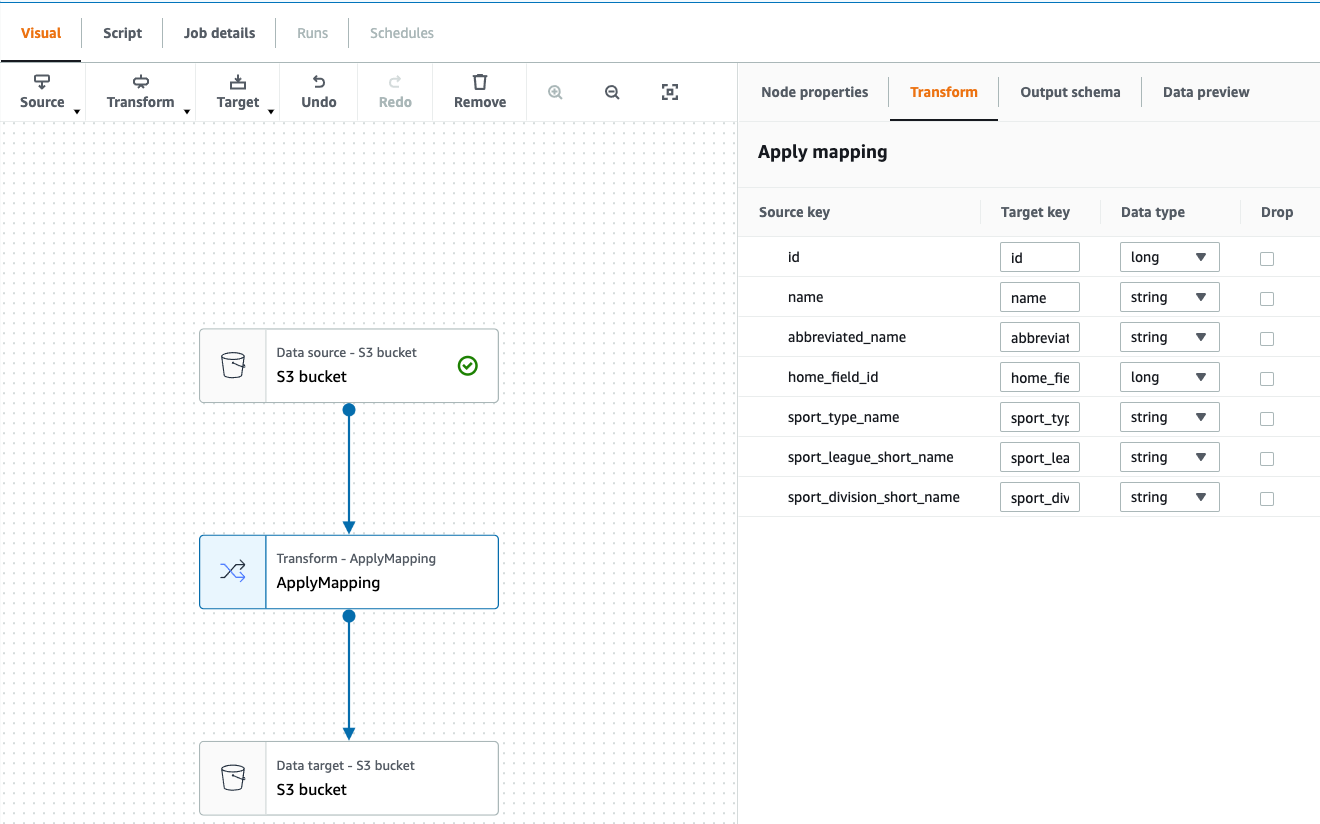 Visual Script Job details Runs Schedules
Source Transform Target Undo Redo Remove
Node properties Transform Output schema Data preview
Apply mapping
Source key Target key Data type Drop
id id long
name name string
abbreviated_name abbreviat string
home_field_id home_fie long
sport_type_name sport_typ string
sport_league_short_name sport_lea string
sport_division_short_name sport_div string
Data source - S3 bucket
S3 bucket
Transform - ApplyMapping
ApplyMapping
Data target - S3 bucket
S3 bucket